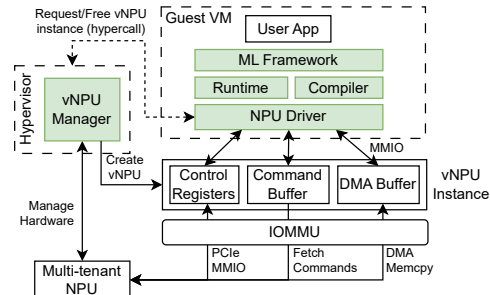 Request/Free vNPU
instance (hypercall)
Guest VM
User App
ML Framework
Runtime
Compiler
NPU Driver
Hypervisor
vNPU
Manager
MMIO
Create
vNPU
Control
Registers
Command
Buffer
DMA Buffer
vNPU
Instance
Manage
Hardware
IOMMU
PCIe
MMIO
Fetch
Commands
DMA
Memcpy
Multi-tenant
NPU